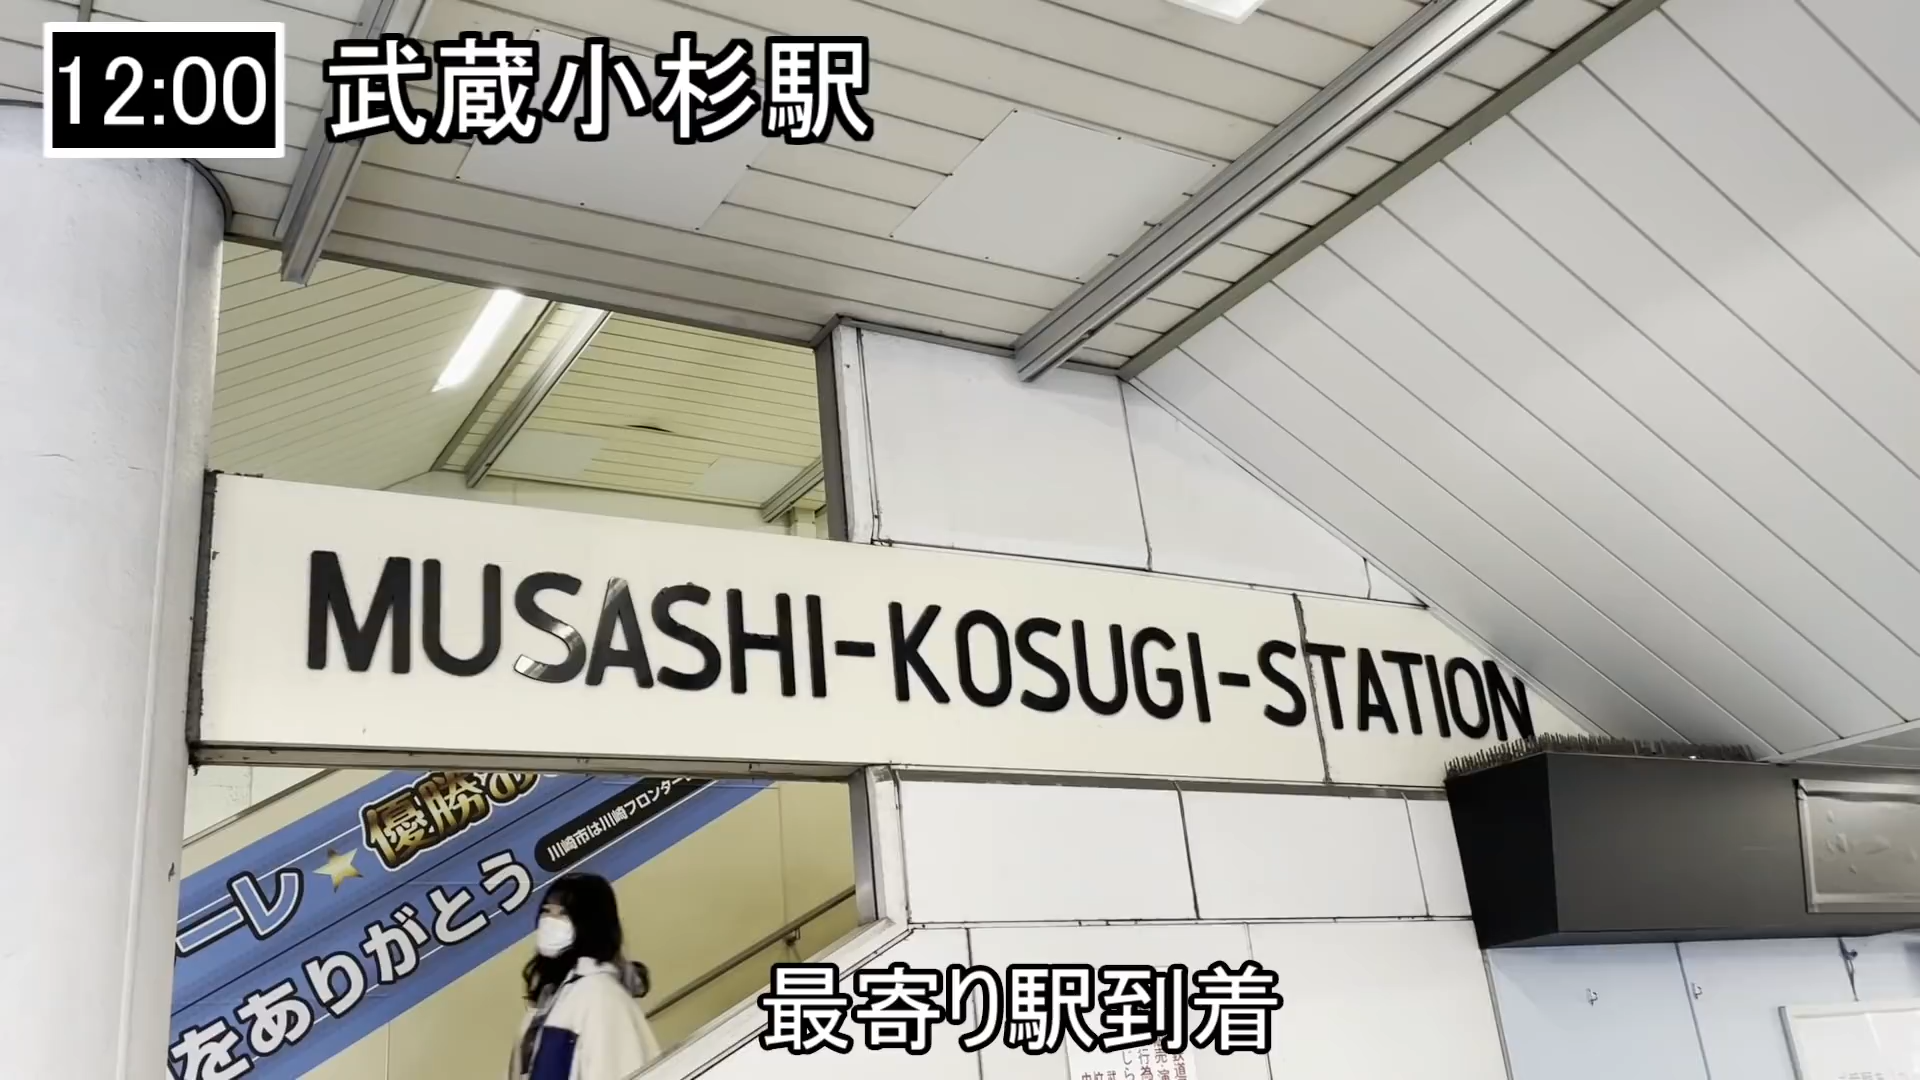 12:00 武蔵小杉駅
MUSASHI-KOSUGI-STATION
ーレ★優勝
川崎市は川崎フロンター
をありがとう
最寄り駅到着